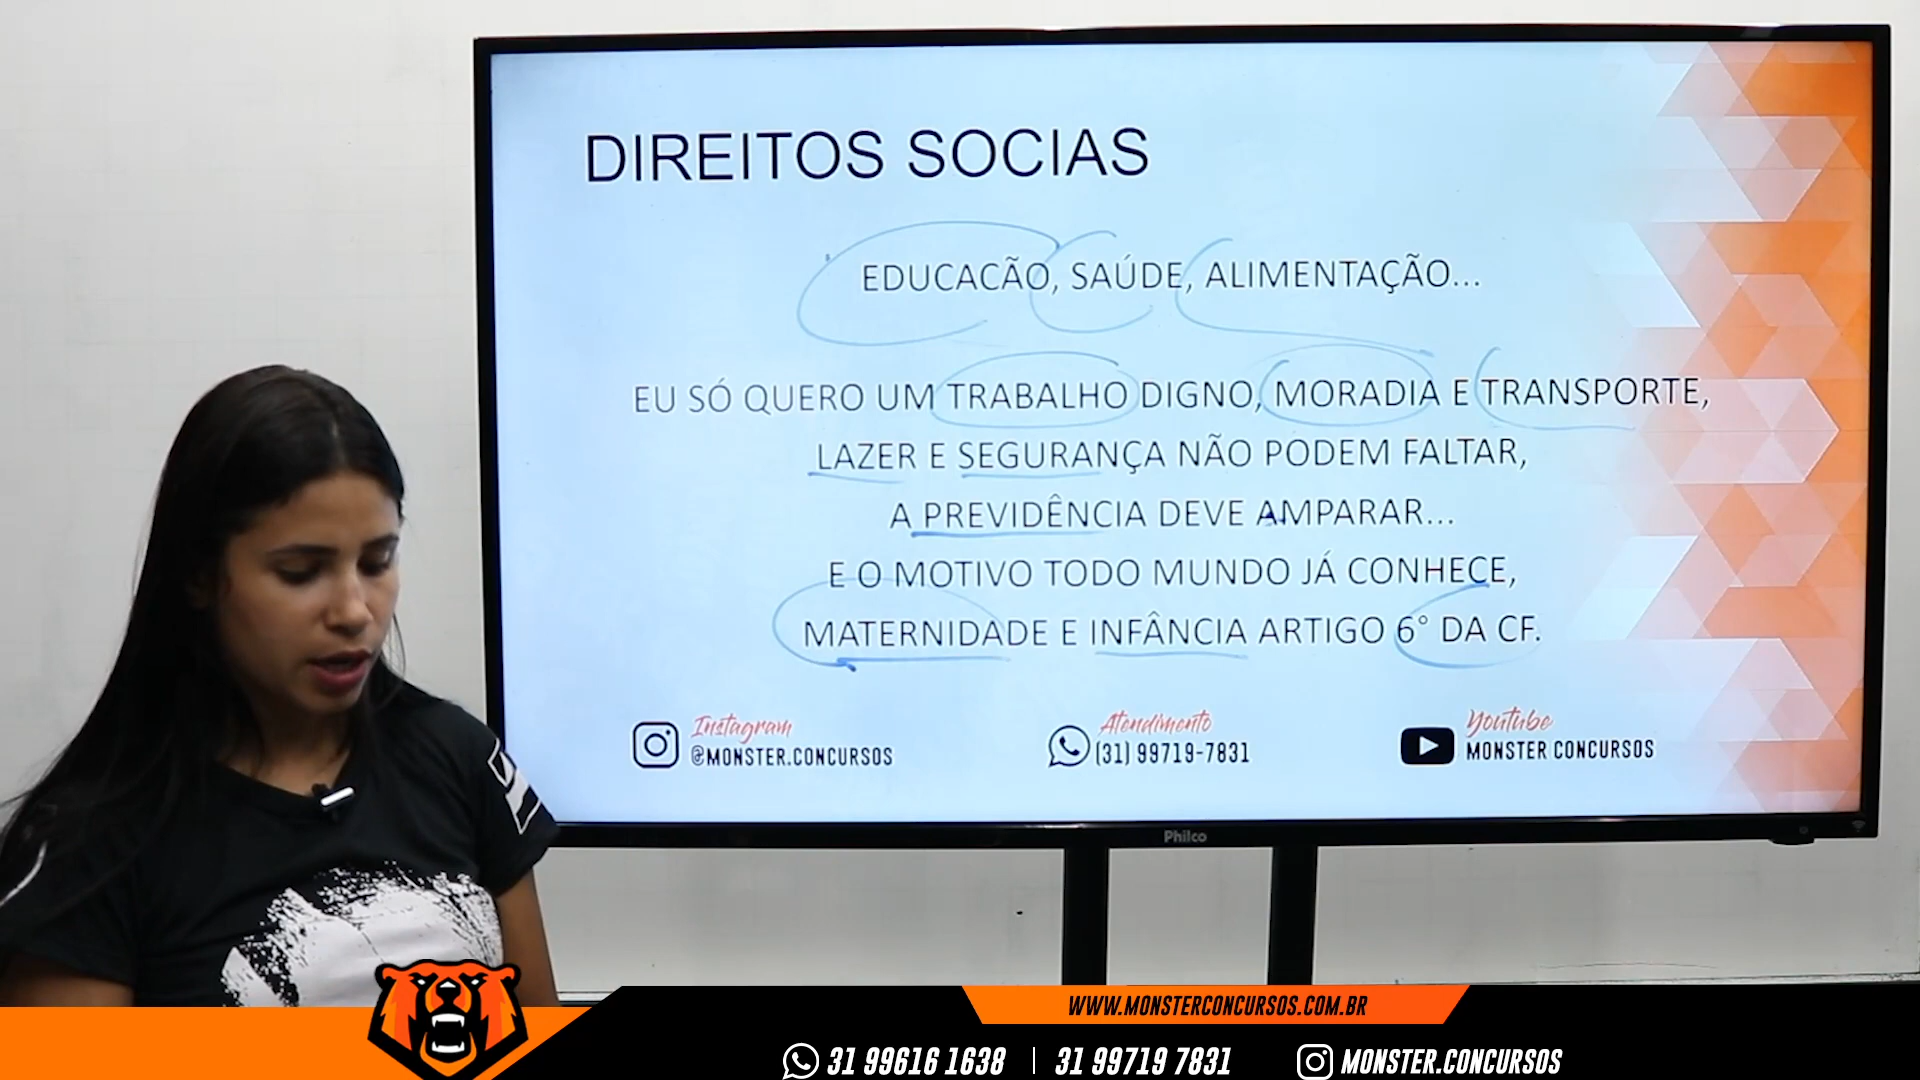 DIREITOS SOCIAS
EDUCACÃO, SAÚDE, ALIMENTAÇÃO...
EU SÓ QUERO UM TRABALHO DIGNO, MORADIA E TRANSPORTE,
LAZER E SEGURANÇA NÃO PODEM FALTAR,
A PREVIDÊNCIA DEVE AMPARAR...
E O MOTIVO TODO MUNDO JÁ CONHECE,
MATERNIDADE E INFÂNCIA ARTIGO 6° DA CF.
Instagram
@MONSTER.CONCURSOS
Atendimento
(31) 99719-7831
Youtube
MONSTER CONCURSOS
Philco
WWW.MONSTERCONCURSOS.COM.BR
31 99616 1638 | 31 99719 7831 MONSTER.CONCURSOS